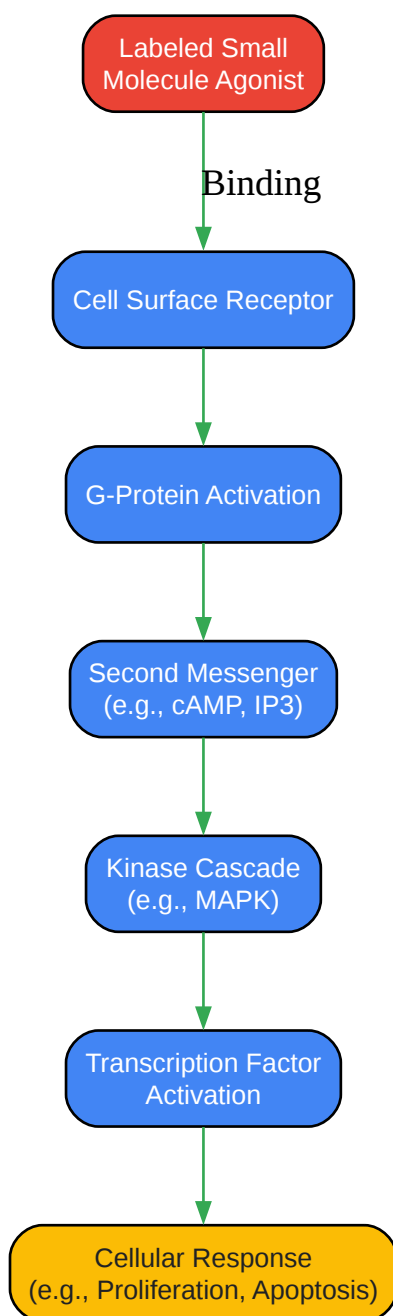 Labeled Small
Molecule Agonist
Binding
Cell Surface Receptor
G-Protein Activation
Second Messenger
(e.g., cAMP, IP3)
Kinase Cascade
(e.g., MAPK)
Transcription Factor
Activation
Cellular Response
(e.g., Proliferation, Apoptosis)